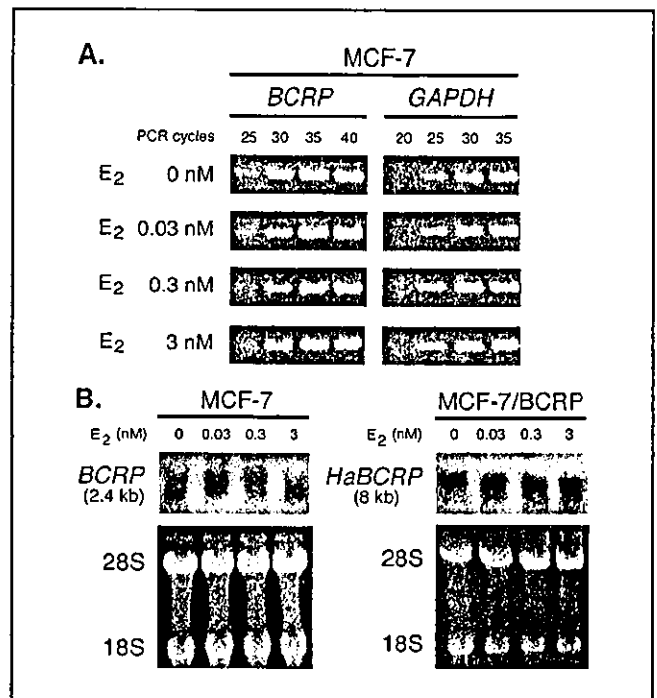 A.
MCF-7
BCRP GAPDH
PCR cycles 25 30 35 40 20 25 30 35
E2 0 nM
E2 0.03 nM
E2 0.3 nM
E2 3 nM
B.
MCF-7 MCF-7/BCRP
E2 (nM) 0 0.03 0.3 3 E2 (nM) 0 0.03 0.3 3
BCRP HaBCRP
(2.4 kb) (8 kb)
28S 28S
18S 18S